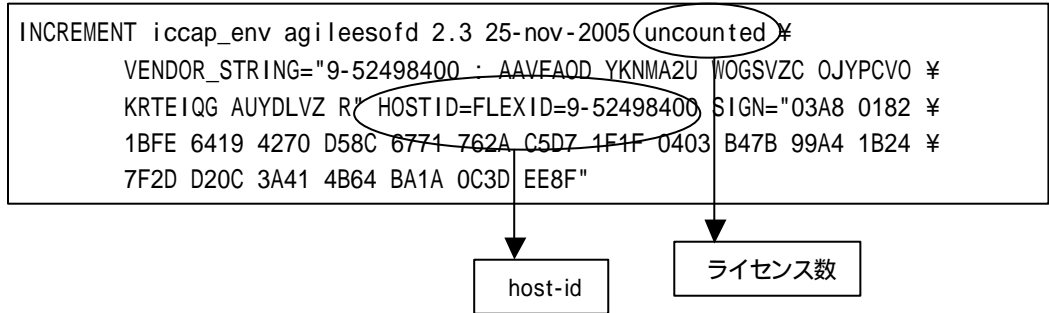 INCREMENT iccap_env agileesofd 2.3 25-nov-2005 uncounted ¥
VENDOR_STRING="9-52498400 : AAVFAOD YKNMA2U WOGSVZC OJYPCVO ¥
KRTEIQG AUYDLVZ R" HOSTID=FLEXID=9-52498400 SIGN="03A8 0182 ¥
1BFE 6419 4270 D58C 6771 762A C5D7 1F1F 0403 B47B 99A4 1B24 ¥
7F2D D20C 3A41 4B64 BA1A 0C3D EE8F"
host-id
ライセンス数